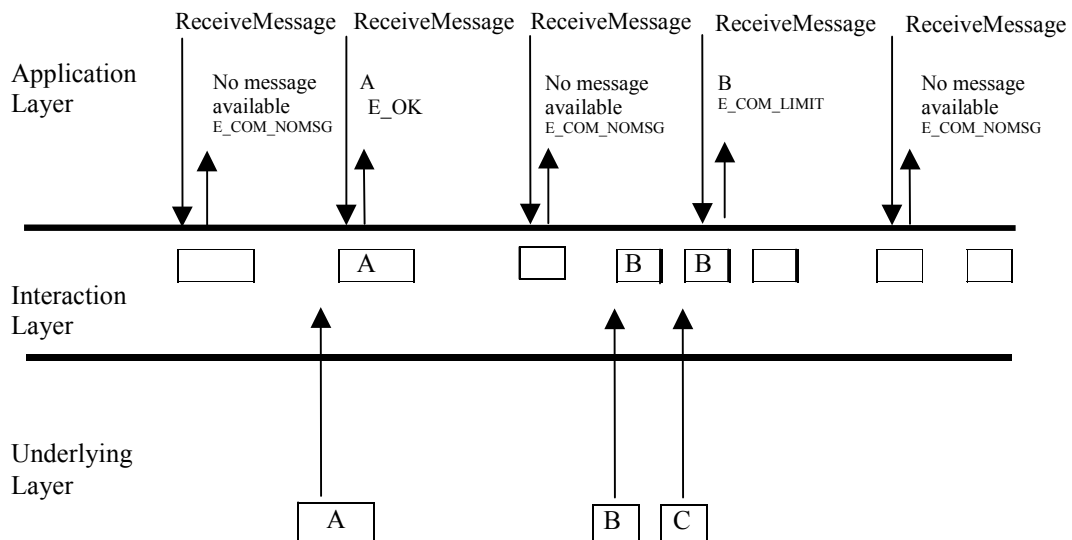 ReceiveMessage ReceiveMessage ReceiveMessage ReceiveMessage ReceiveMessage
Application
Layer
No message
available
E_COM_NOMSG
A
E_OK
No message
available
E_COM_NOMSG
B
E_COM_LIMIT
No message
available
E_COM_NOMSG
Interaction
Layer
A
B
B
Underlying
Layer
A
B
C